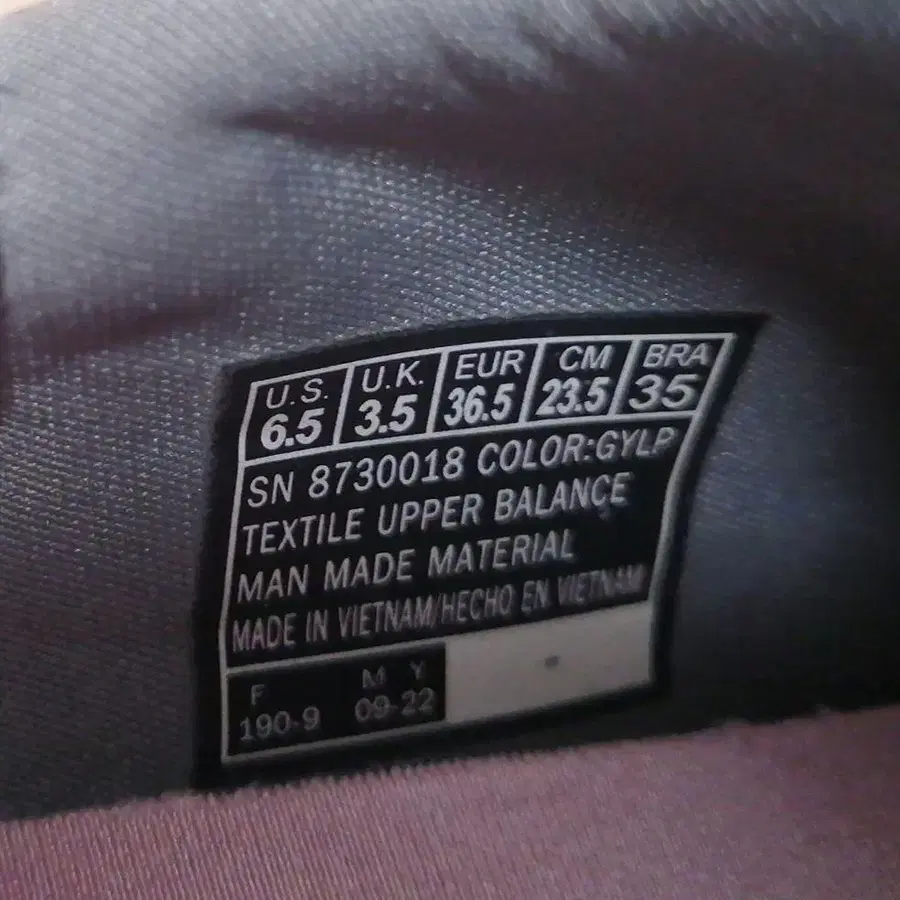 U.S. U.K. EUR CM BRA
6.5 3.5 36.5 23.5 35
SN 8730018 COLOR:GYLP
TEXTILE UPPER BALANCE
MAN MADE MATERIAL
MADE IN VIETNAM/HECHO EN VIETNAM
F M Y
190-9 09-22